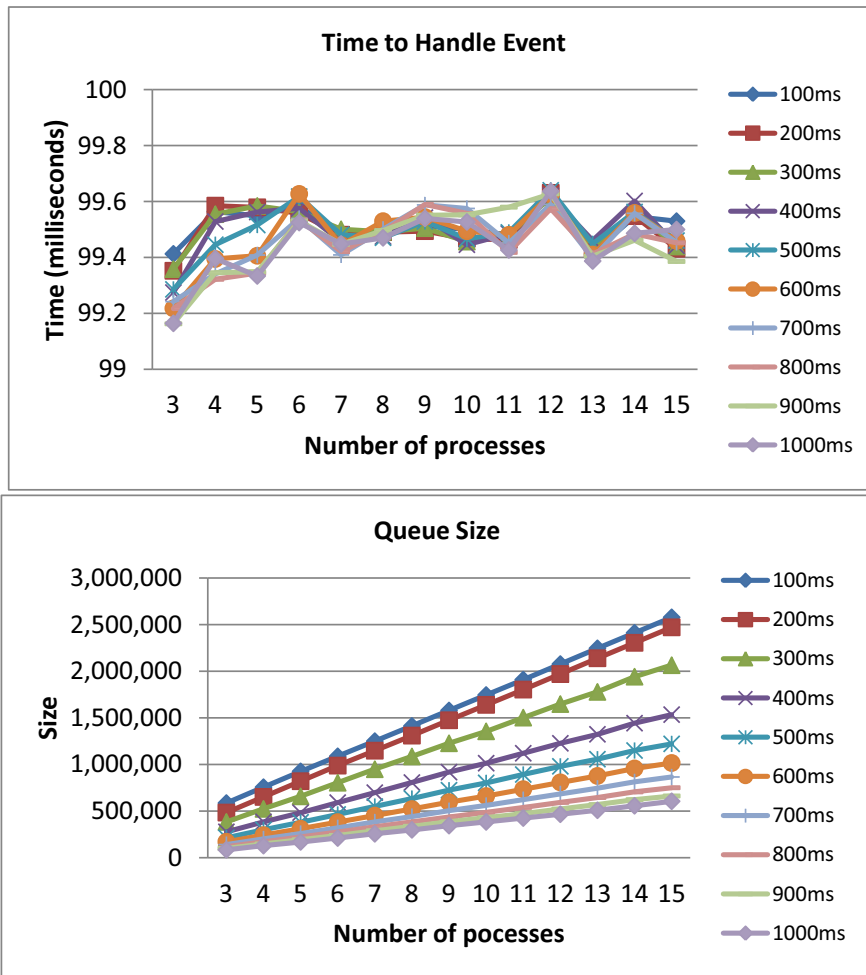 Time to Handle Event
100
99.8
99.6
99.4
99.2
99
Time (milliseconds)
3 4 5 6 7 8 9 10 11 12 13 14 15
Number of processes
100ms
200ms
300ms
400ms
500ms
600ms
700ms
800ms
900ms
1000ms
Queue Size
3,000,000
2,500,000
2,000,000
1,500,000
1,000,000
500,000
0
Size
3 4 5 6 7 8 9 10 11 12 13 14 15
Number of pocesses
100ms
200ms
300ms
400ms
500ms
600ms
700ms
800ms
900ms
1000ms